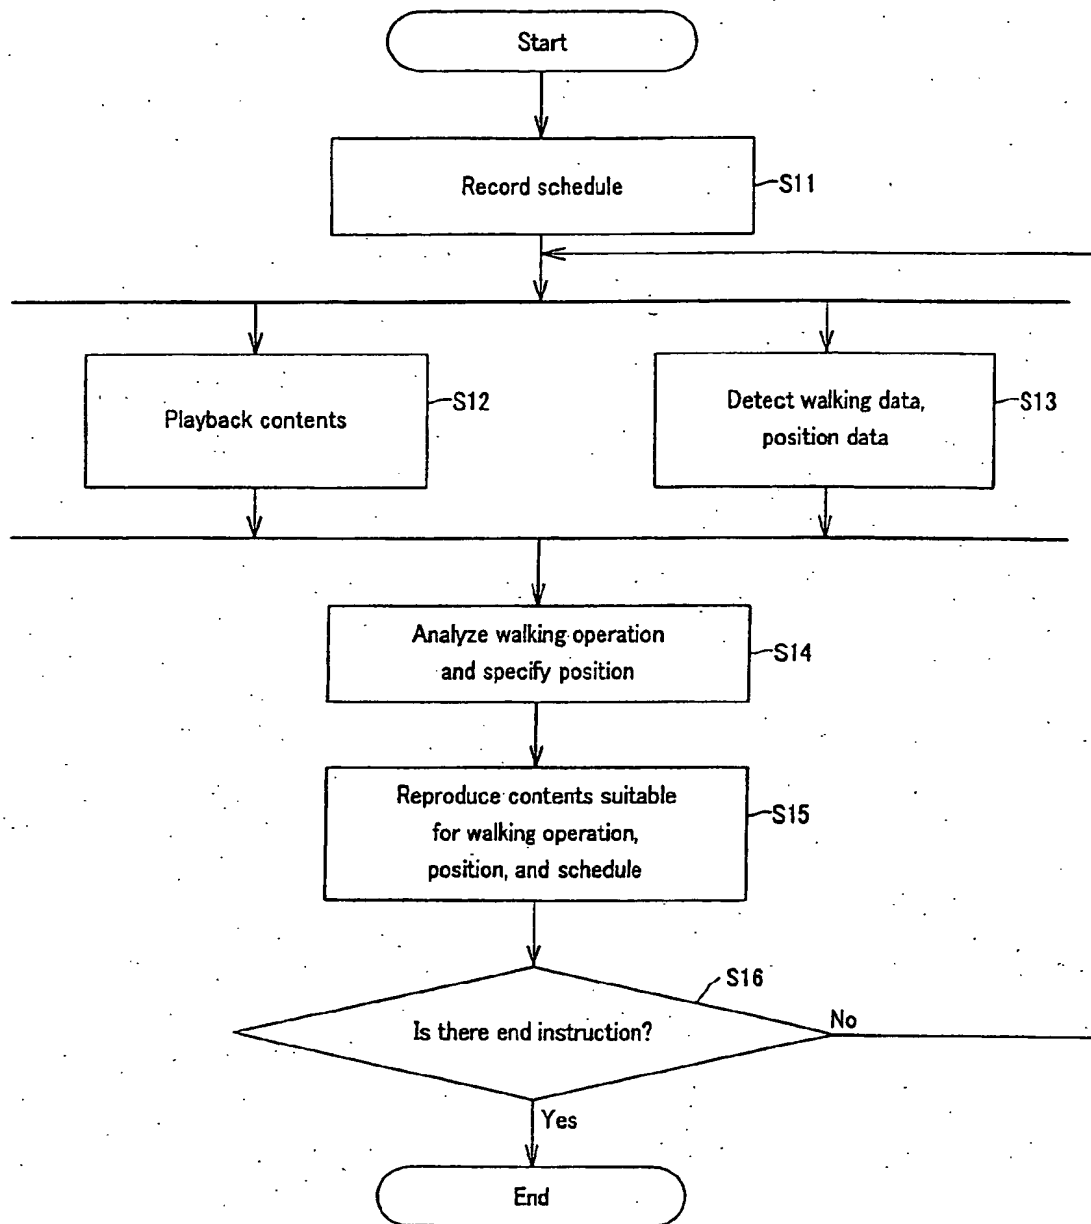 Start
Record schedule
S11
Playback contents
S12
Detect walking data,
position data
S13
Analyze walking operation
and specify position
S14
Reproduce contents suitable
for walking operation,
position, and schedule
S15
S16
Is there end instruction?
No
Yes
End